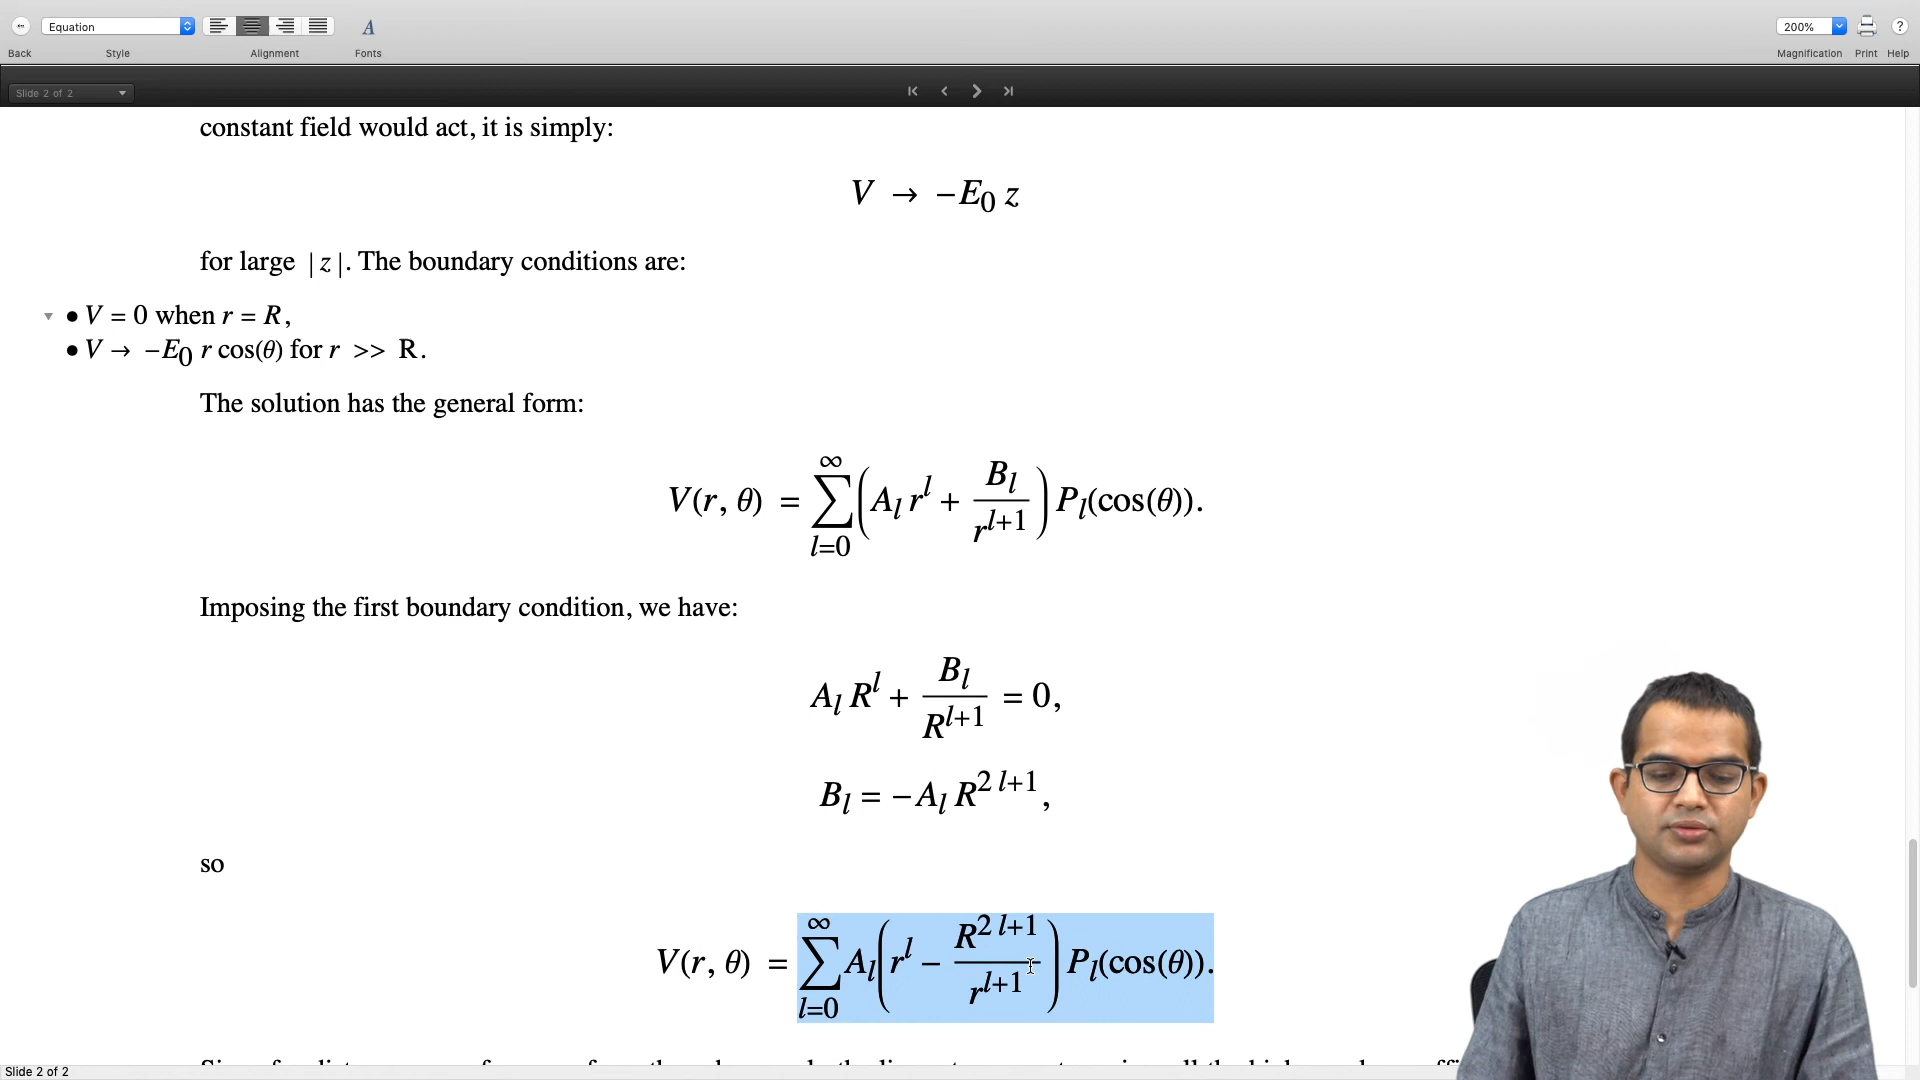 Equation
200%
Back Style Alignment Fonts Magnification Print Help
Slide 2 of 2
constant field would act, it is simply:
V → −E₀ z
for large |z|. The boundary conditions are:
• V = 0 when r = R,
• V → −E₀ r cos(θ) for r >> R.
The solution has the general form:
V(r, θ) = ∑_{l=0}^{∞} (A_l r^l + B_l / r^{l+1}) P_l(cos(θ)).
Imposing the first boundary condition, we have:
A_l R^l + B_l / R^{l+1} = 0,
B_l = −A_l R^{2 l+1},
so
V(r, θ) = ∑_{l=0}^{∞} A_l (r^l − R^{2 l+1} / r^{l+1}) P_l(cos(θ)).
Slide 2 of 2